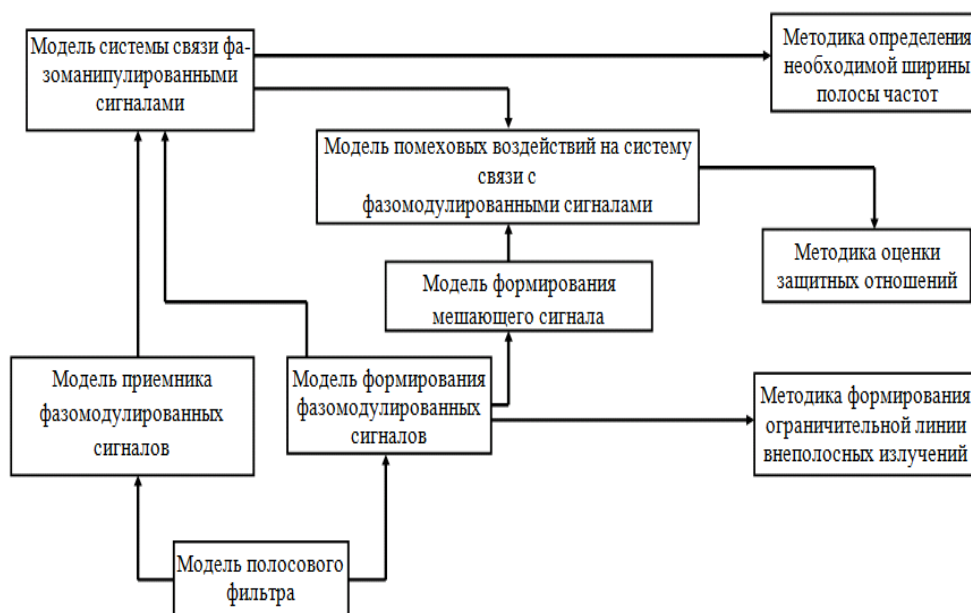 Модель системы связи фа-
зоманипулированными
сигналами
Методика определения
необходимой ширины
полосы частот
Модель помеховых воздействий на систему
связи с
фазомодулированными сигналами
Методика оценки
защитных отношений
Модель формирования
мешающего сигнала
Модель приемника
фазомодулированных
сигналов
Модель формирования
фазомодулированных
сигналов
Методика формирования
ограничительной линии
внеполосных излучений
Модель полосового
фильтра